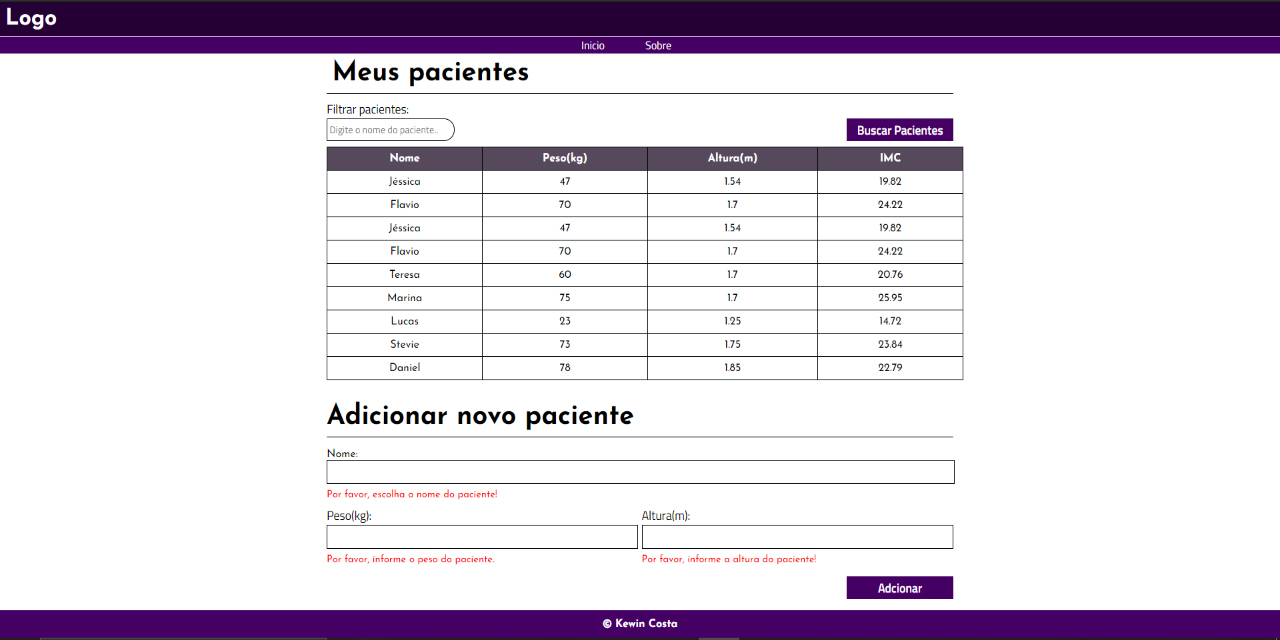 Logo
Inicio Sobre
Meus pacientes
Filtrar pacientes:
Digite o nome do paciente..
Buscar Pacientes
Nome Peso(kg) Altura(m) IMC
Jéssica 47 1.54 19.82
Flavio 70 1.7 24.22
Jéssica 47 1.54 19.82
Flavio 70 1.7 24.22
Teresa 60 1.7 20.76
Marina 75 1.7 25.95
Lucas 23 1.25 14.72
Stevie 73 1.75 23.84
Daniel 78 1.85 22.79
Adicionar novo paciente
Nome:
Por favor, escolha o nome do paciente!
Peso(kg): Altura(m):
Por favor, informe o peso do paciente. Por favor, informe a altura do paciente!
Adcionar
© Kewin Costa